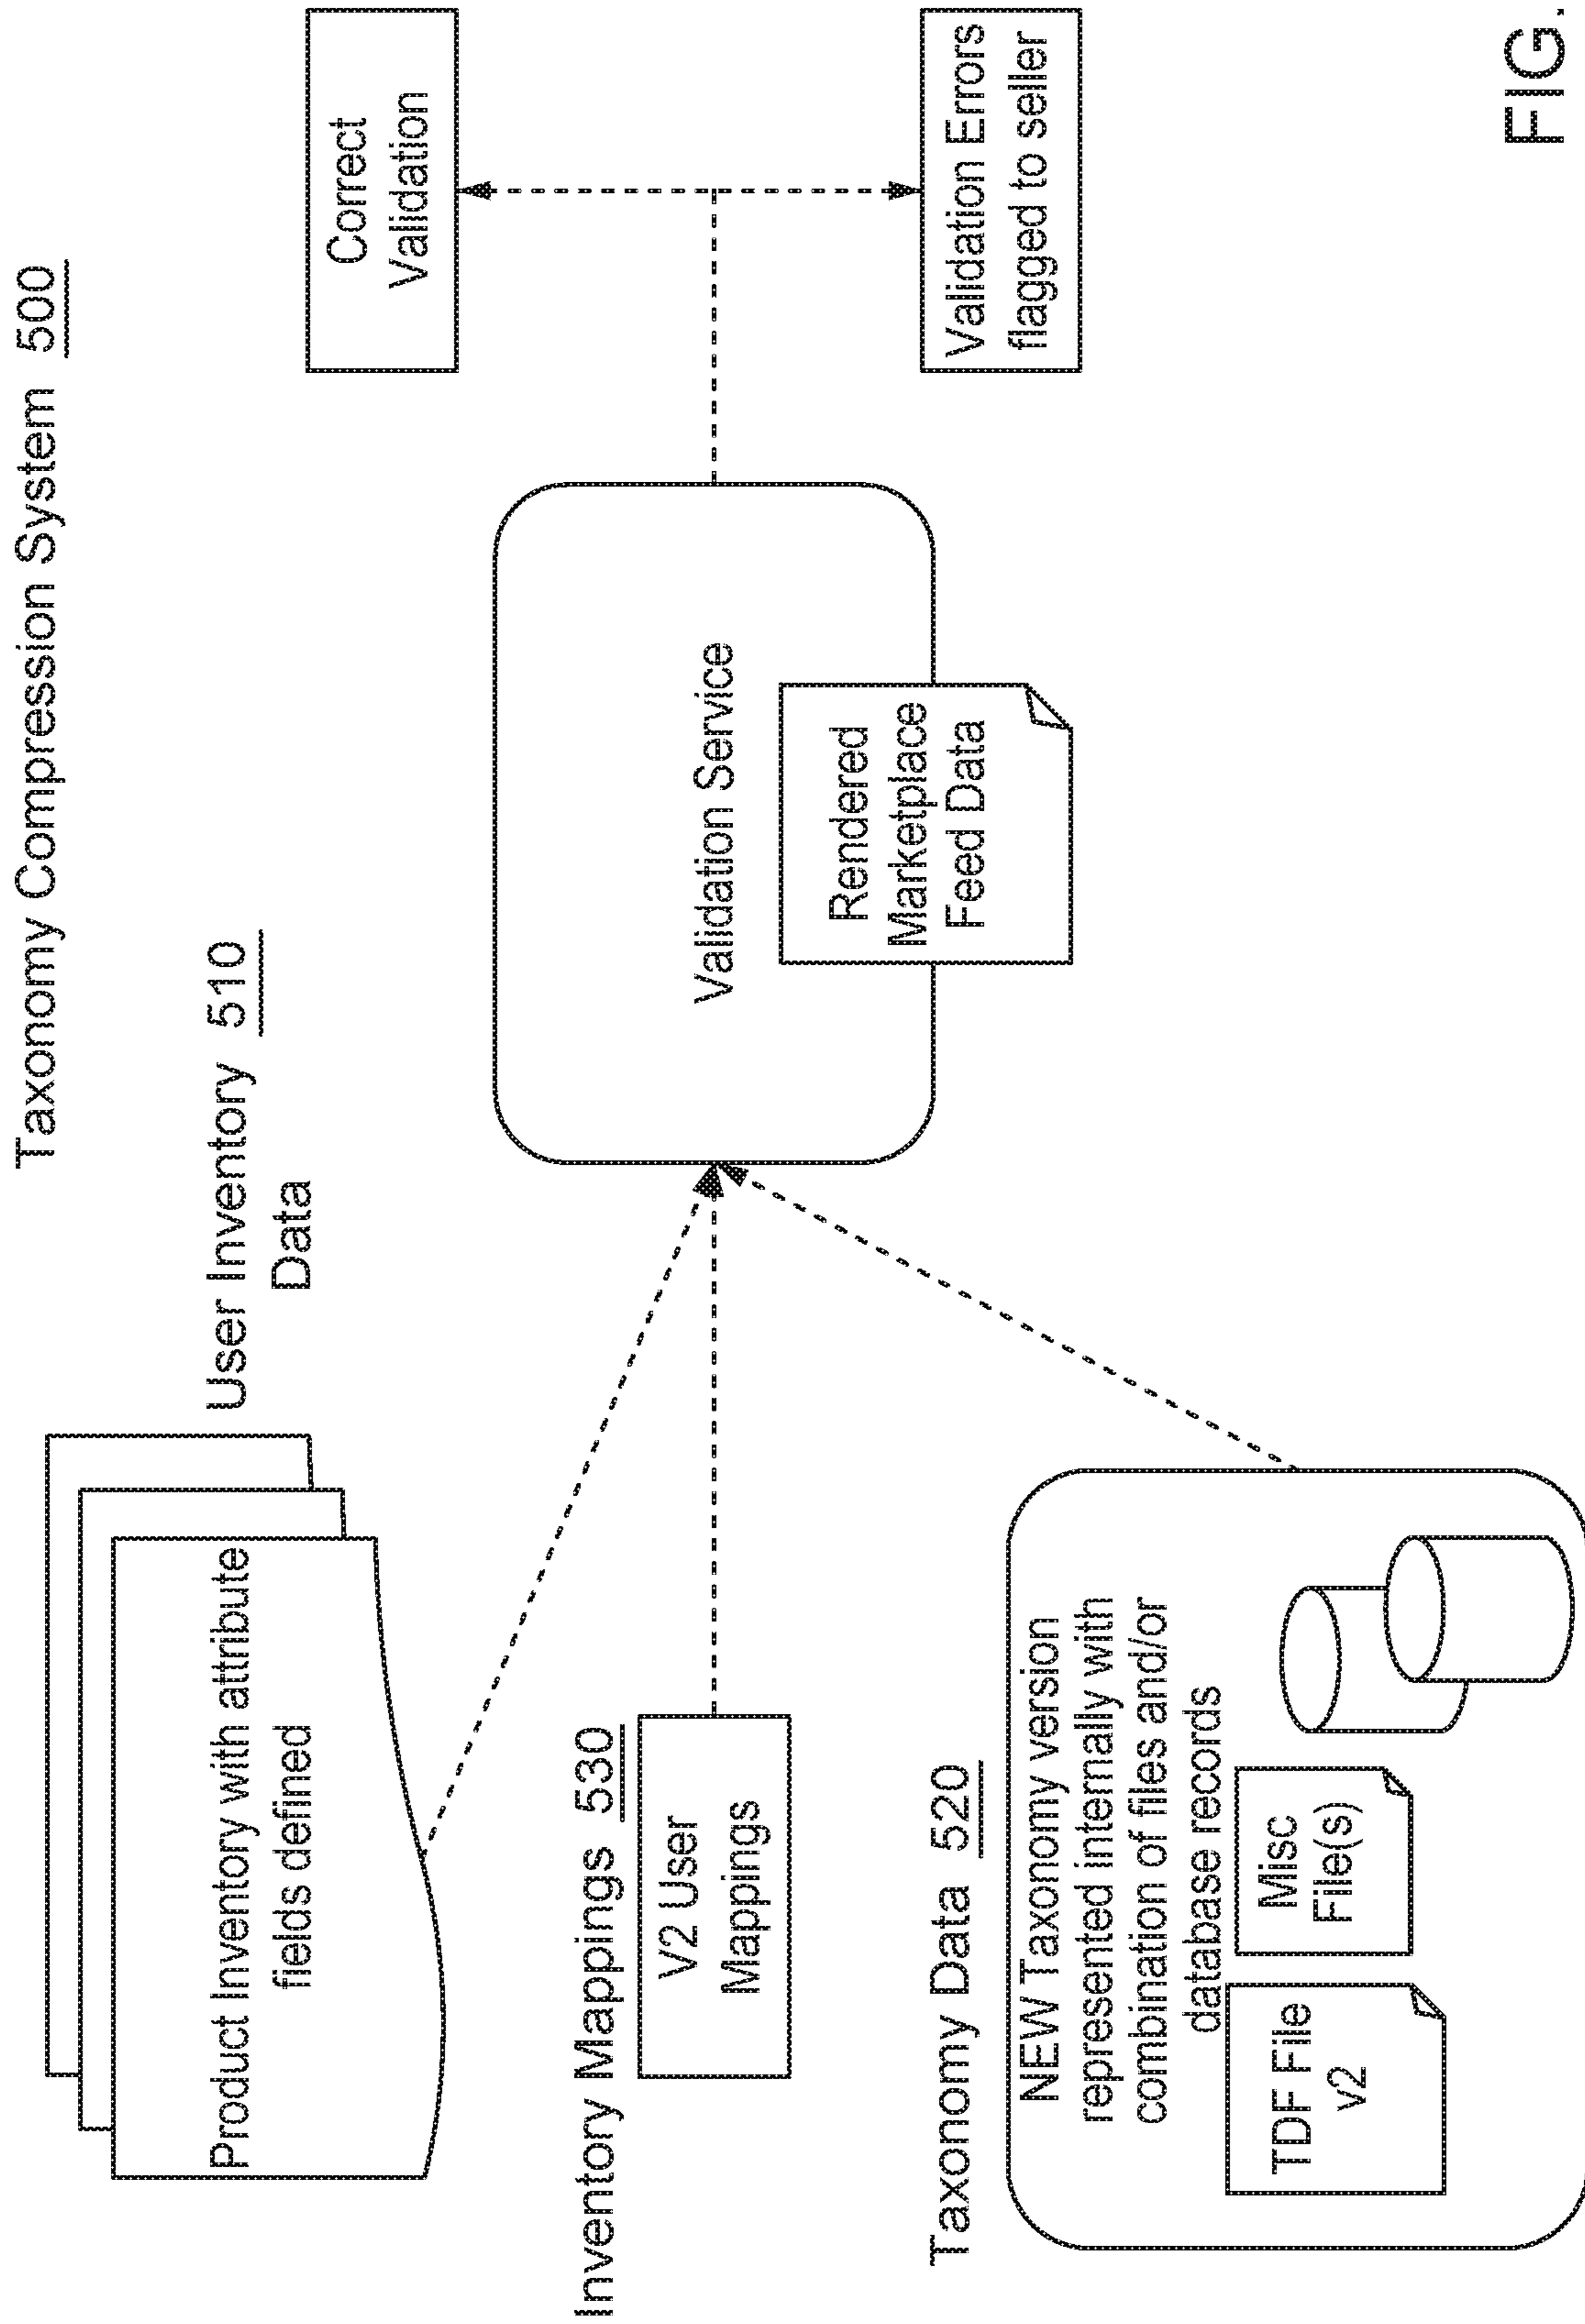 Taxonomy Compression System 500
User Inventory 510
Data
Product Inventory with attribute
fields defined
Inventory Mappings 530
V2 User
Mappings
Taxonomy Data 520
NEW Taxonomy version
represented internally with
combination of files and/or
database records
TDF File
v2
Misc
File(s)
Validation Service
Rendered
Marketplace
Feed Data
Correct
Validation
Validation Errors
flagged to seller
FIG.